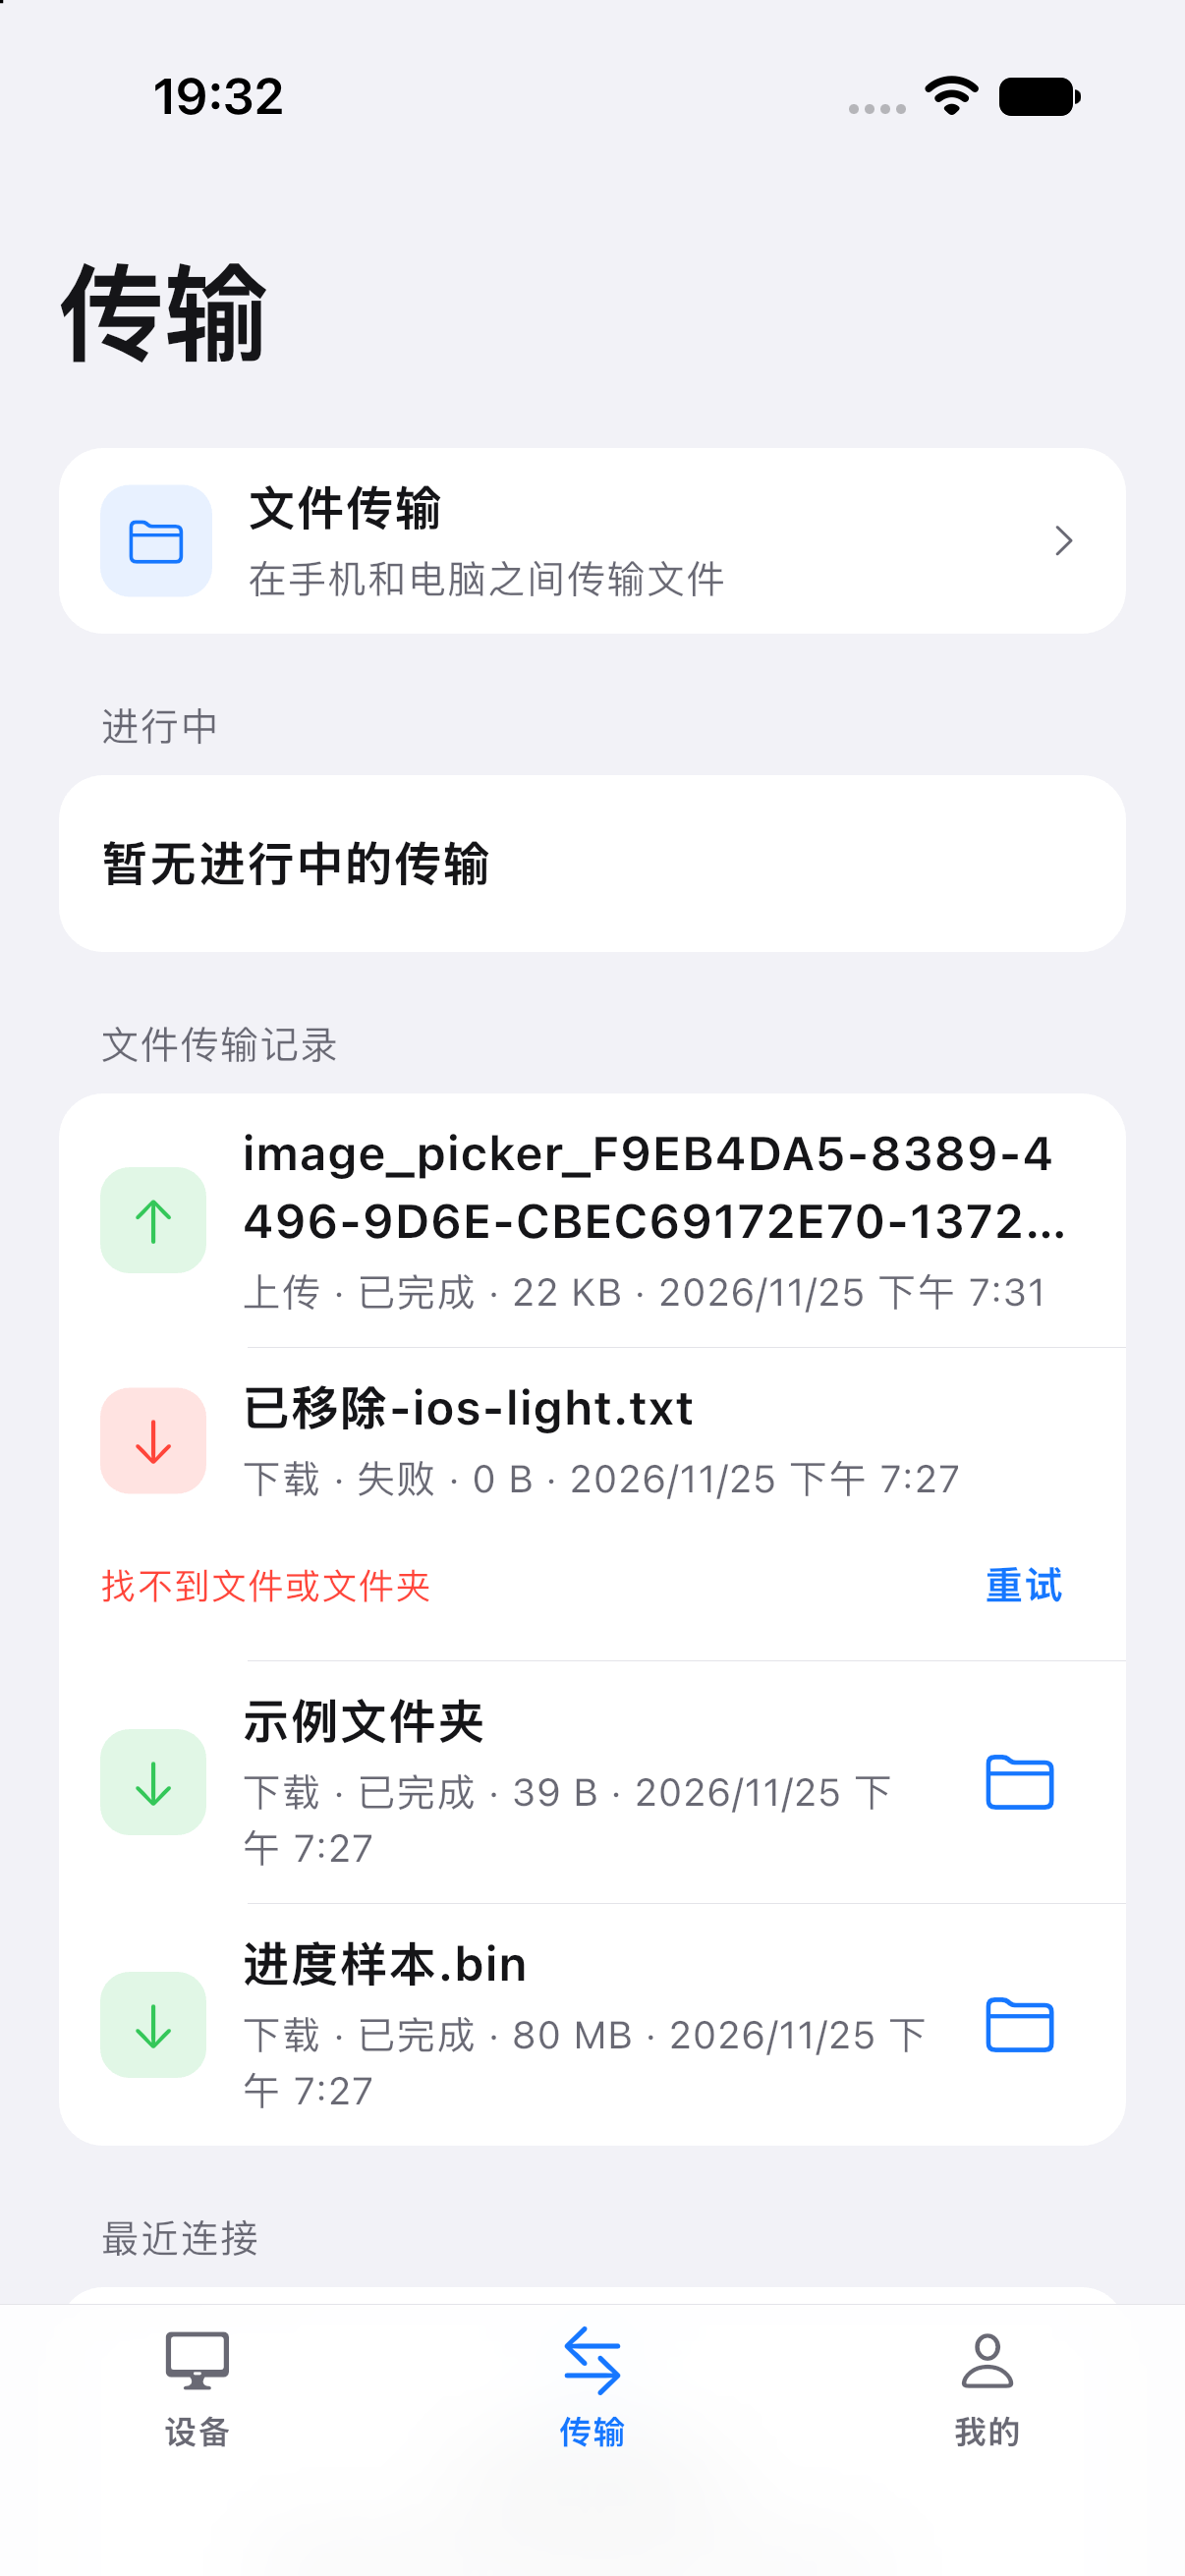 19:32
传输
文件传输
在手机和电脑之间传输文件
进行中
暂无进行中的传输
文件传输记录
image_picker_F9EB4DA5-8389-4
496-9D6E-CBEC69172E70-1372...
上传 · 已完成 · 22 KB · 2026/11/25 下午 7:31
已移除-ios-light.txt
下载 · 失败 · 0 B · 2026/11/25 下午 7:27
找不到文件或文件夹
重试
示例文件夹
下载 · 已完成 · 39 B · 2026/11/25 下
午 7:27
进度样本.bin
下载 · 已完成 · 80 MB · 2026/11/25 下
午 7:27
最近连接
设备
传输
我的